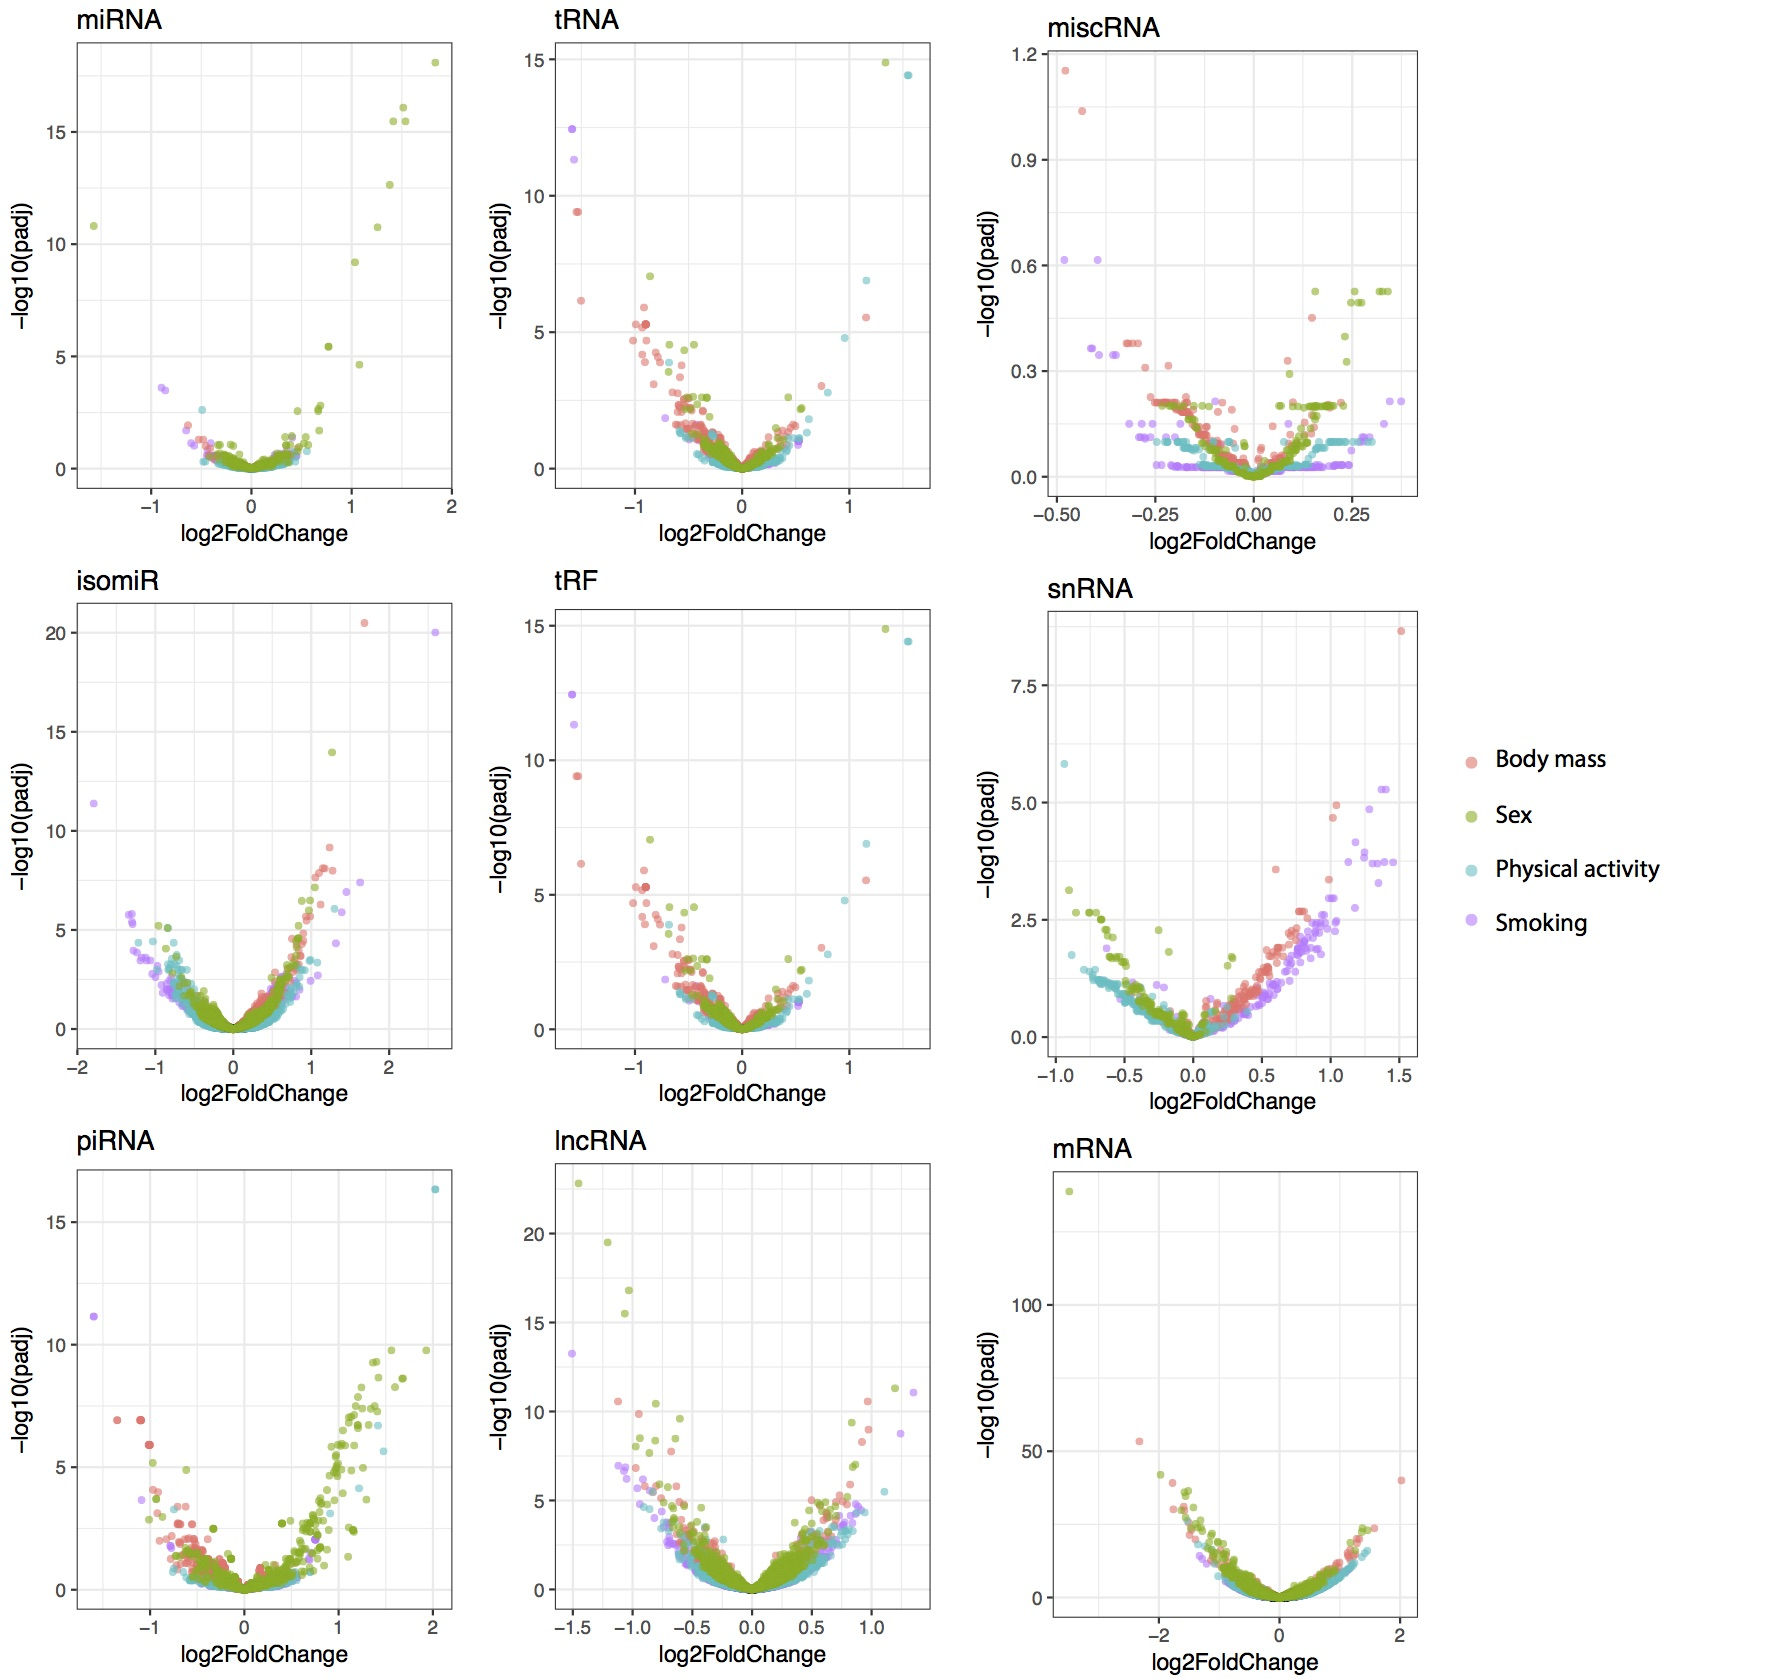 miRNA
15
10
5
0
−log10(padj)
−1
0
1
2
log2FoldChange
tRNA
15
10
5
0
−log10(padj)
−1
0
1
log2FoldChange
miscRNA
1.2
0.9
0.6
0.3
0.0
−log10(padj)
−0.50
−0.25
0.00
0.25
log2FoldChange
isomiR
20
15
10
5
0
−log10(padj)
−2
−1
0
1
2
log2FoldChange
tRF
15
10
5
0
−log10(padj)
−1
0
1
log2FoldChange
snRNA
7.5
5.0
2.5
0.0
−log10(padj)
−1.0
−0.5
0.0
0.5
1.0
1.5
log2FoldChange
Body mass
Sex
Physical activity
Smoking
piRNA
15
10
5
0
−log10(padj)
−1
0
1
2
log2FoldChange
lncRNA
20
15
10
5
0
−log10(padj)
−1.5
−1.0
−0.5
0.0
0.5
1.0
log2FoldChange
mRNA
100
50
0
−log10(padj)
−2
0
2
log2FoldChange